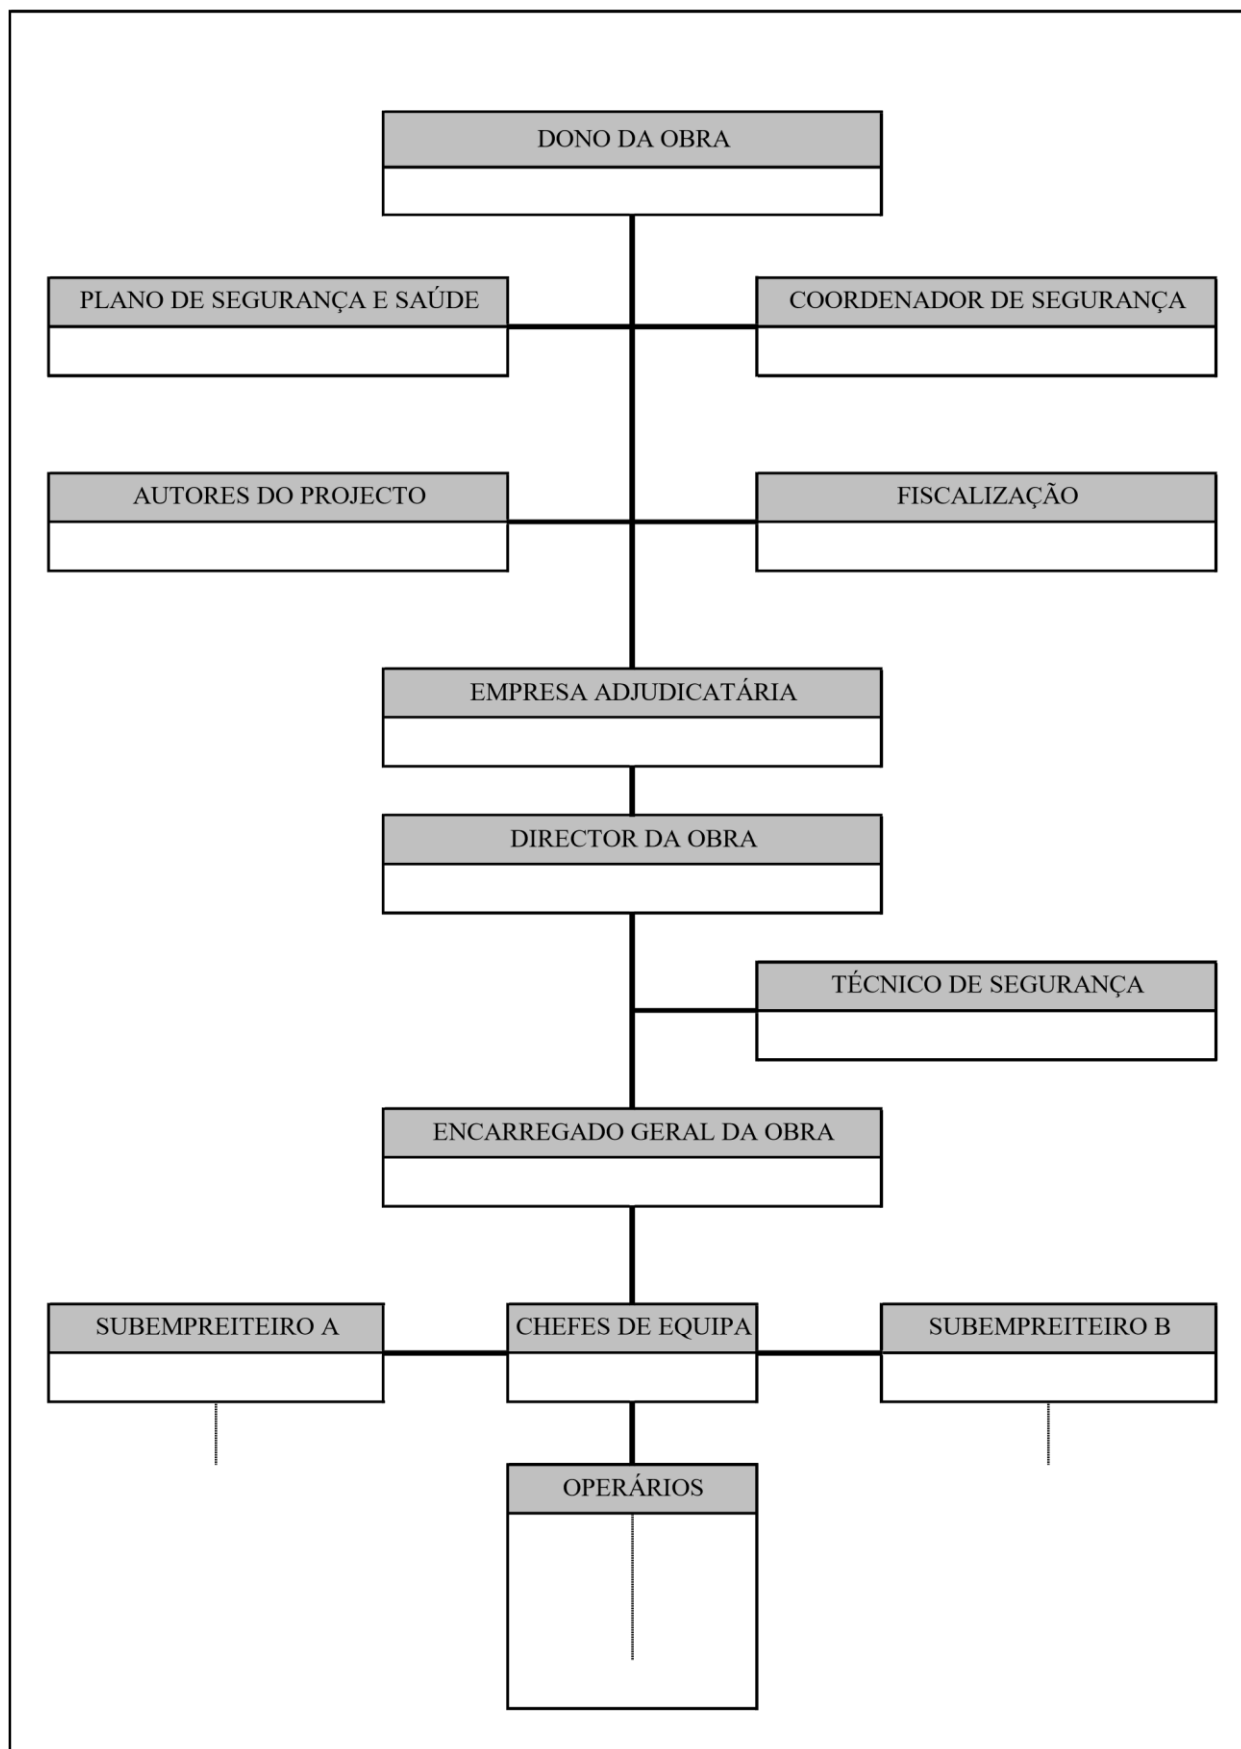 DONO DA OBRA
PLANO DE SEGURANÇA E SAÚDE
COORDENADOR DE SEGURANÇA
AUTORES DO PROJECTO
FISCALIZAÇÃO
EMPRESA ADJUDICATÁRIA
DIRECTOR DA OBRA
TÉCNICO DE SEGURANÇA
ENCARREGADO GERAL DA OBRA
SUBEMPREITEIRO A
CHEFES DE EQUIPA
SUBEMPREITEIRO B
OPERÁRIOS